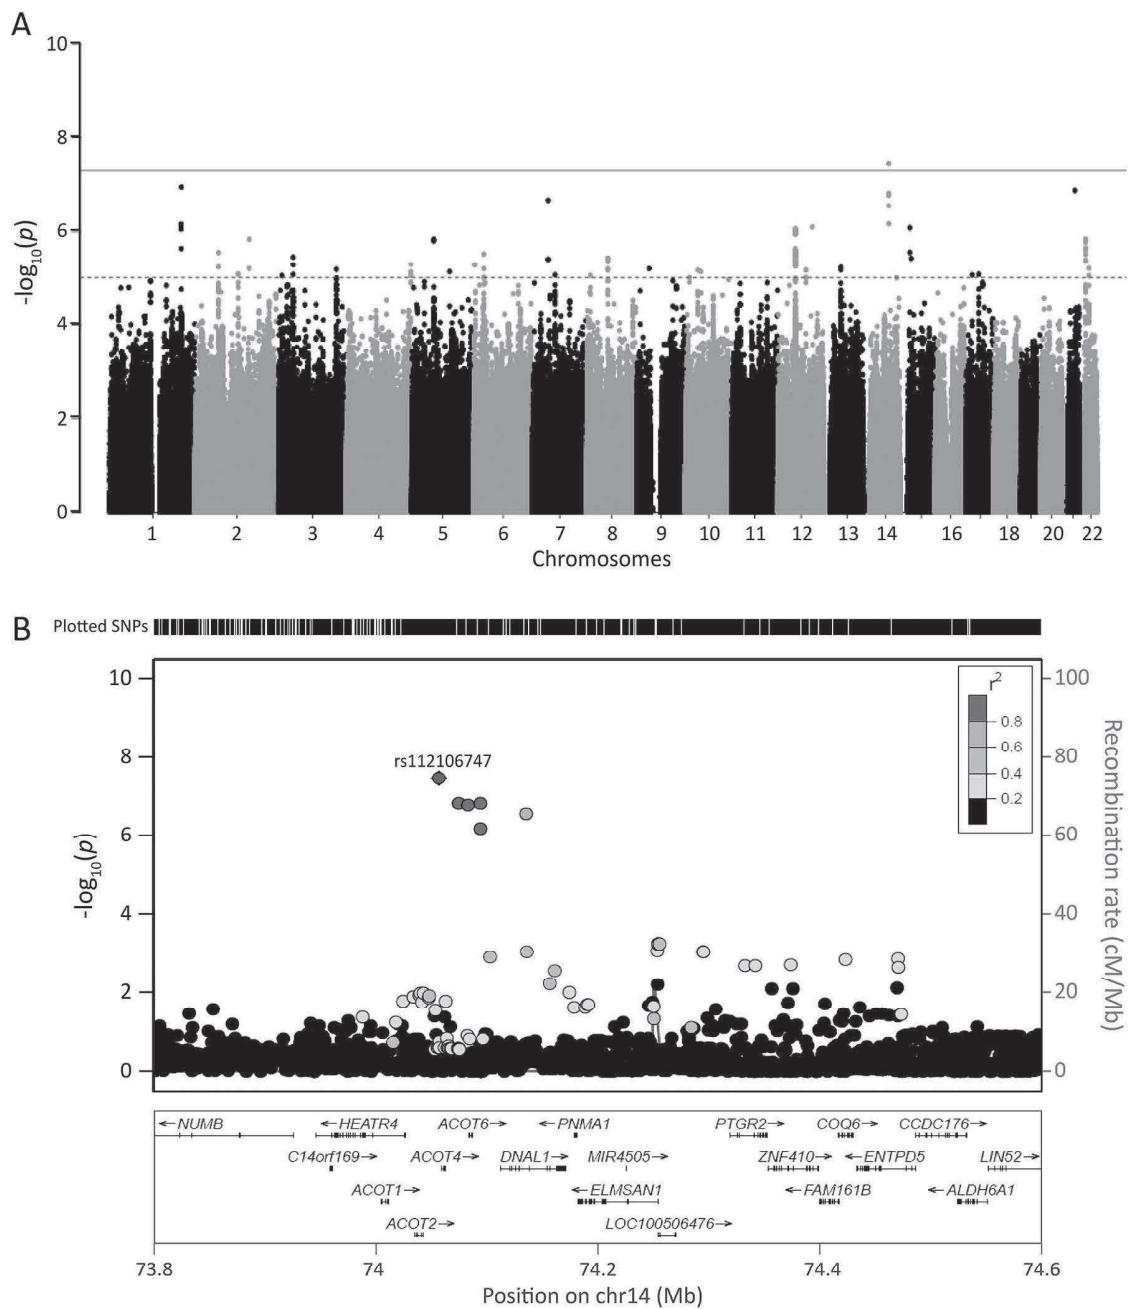 A
10
8
6
4
2
0
-log10(p)
1 2 3 4 5 6 7 8 9 10 11 12 13 14 16 18 20 22
Chromosomes
B
Plotted SNPs
10
8
6
4
2
0
-log10(p)
rs112106747
r2
0.8
0.6
0.4
0.2
100
80
60
40
20
0
Recombination rate (cM/Mb)
←NUMB ←HEATR4 ACOT6→ ←PNMA1 PTGR2→ COQ6→ CCDC176→
C14orf169→ ACOT4→ DNAL1→ MIR4505→ ZNF410→ ←ENTPD5 LIN52→
ACOT1→ ←ELMSAN1 ←FAM161B ←ALDH6A1
ACOT2→ LOC100506476→
73.8 74 74.2 74.4 74.6
Position on chr14 (Mb)